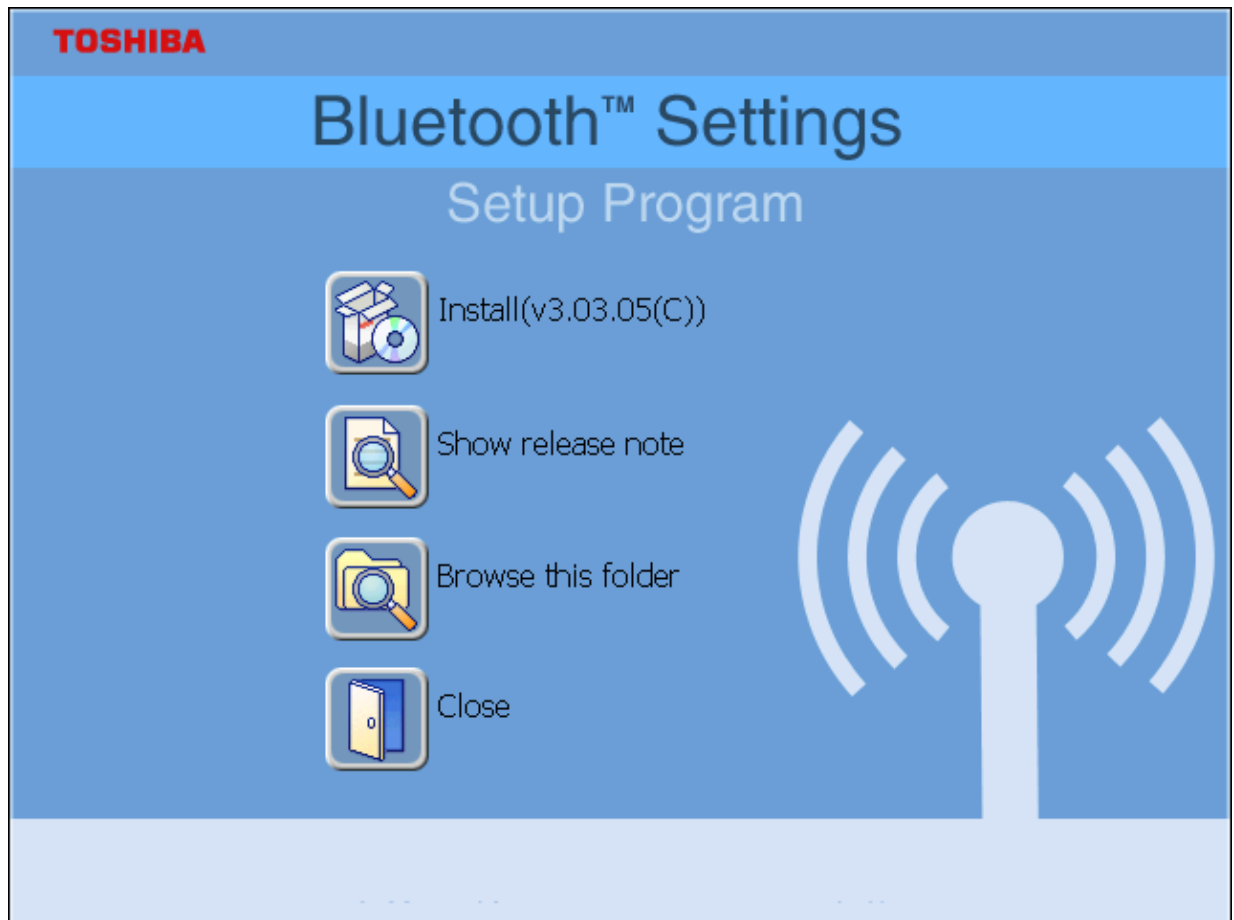 TOSHIBA
Bluetooth™ Settings
Setup Program
Install(v3.03.05(C))
Show release note
Browse this folder
Close